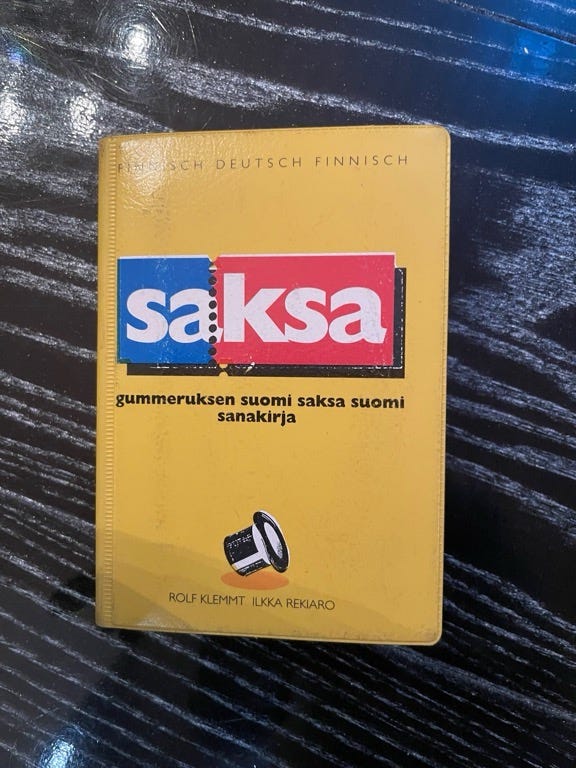 FINNISCH DEUTSCH FINNISCH
saksa
gummeruksen suomi saksa suomi
sanakirja
ROLF KLEMMT ILKKA REKIARO